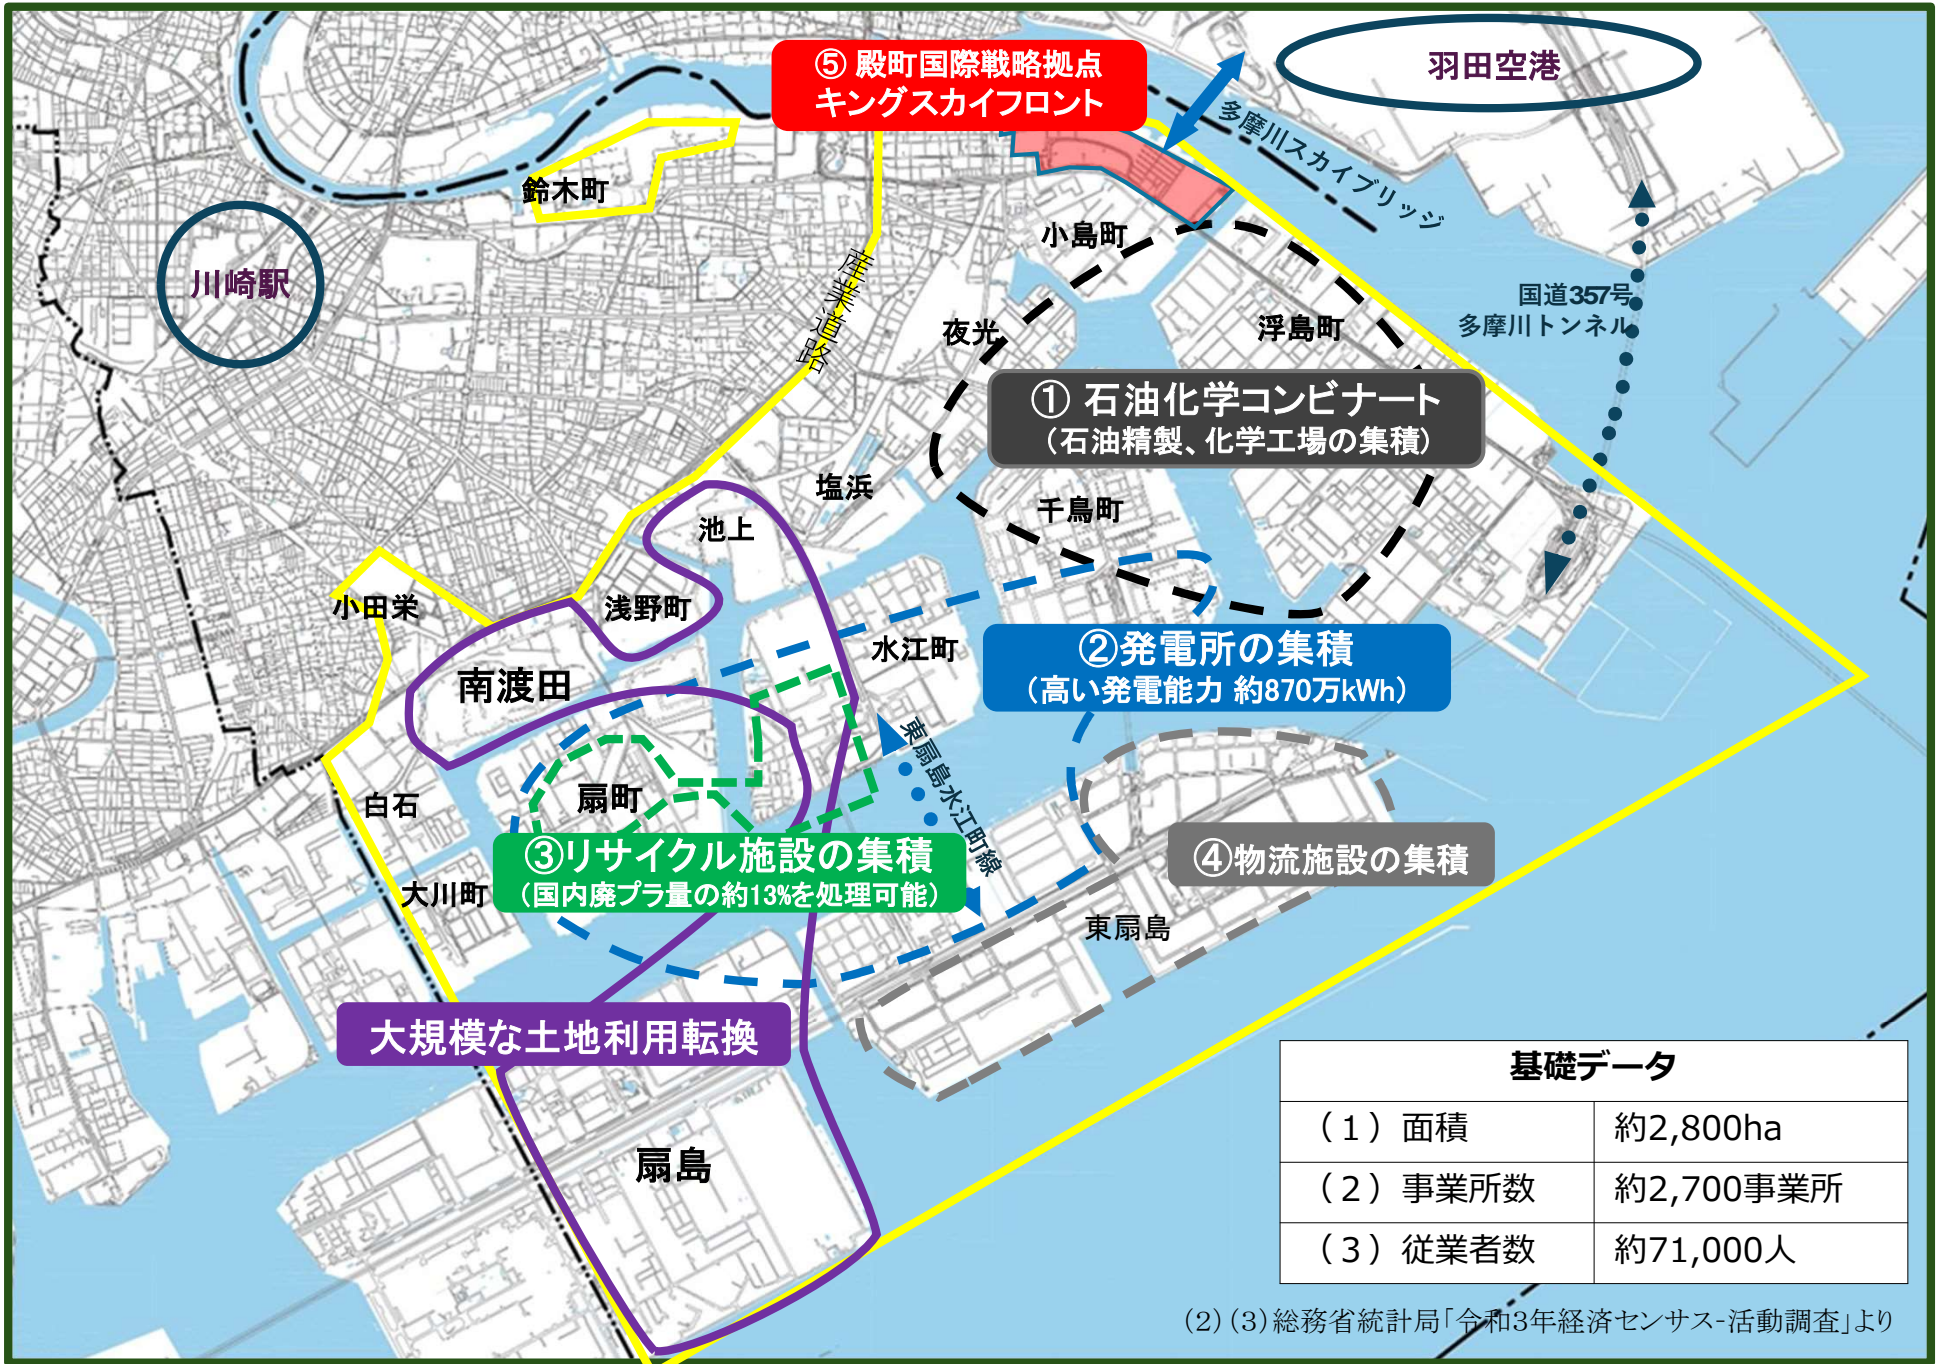 ⑤ 殿町国際戦略拠点
キングスカイフロント
羽田空港
多摩川スカイブリッジ
鈴木町
川崎駅
産業道路
小島町
夜光
浮島町
国道357号
多摩川トンネル
① 石油化学コンビナート
（石油精製、化学工場の集積）
塩浜
千鳥町
池上
浅野町
小田栄
水江町
南渡田
②発電所の集積
（高い発電能力 約870万kWh）
東扇島水江町線
扇町
白石
③リサイクル施設の集積
（国内廃プラ量の約13%を処理可能）
④物流施設の集積
大川町
東扇島
大規模な土地利用転換
扇島
基礎データ
（１）面積 約2,800ha
（２）事業所数 約2,700事業所
（３）従業者数 約71,000人
(2)(3)総務省統計局「令和3年経済センサス-活動調査」より